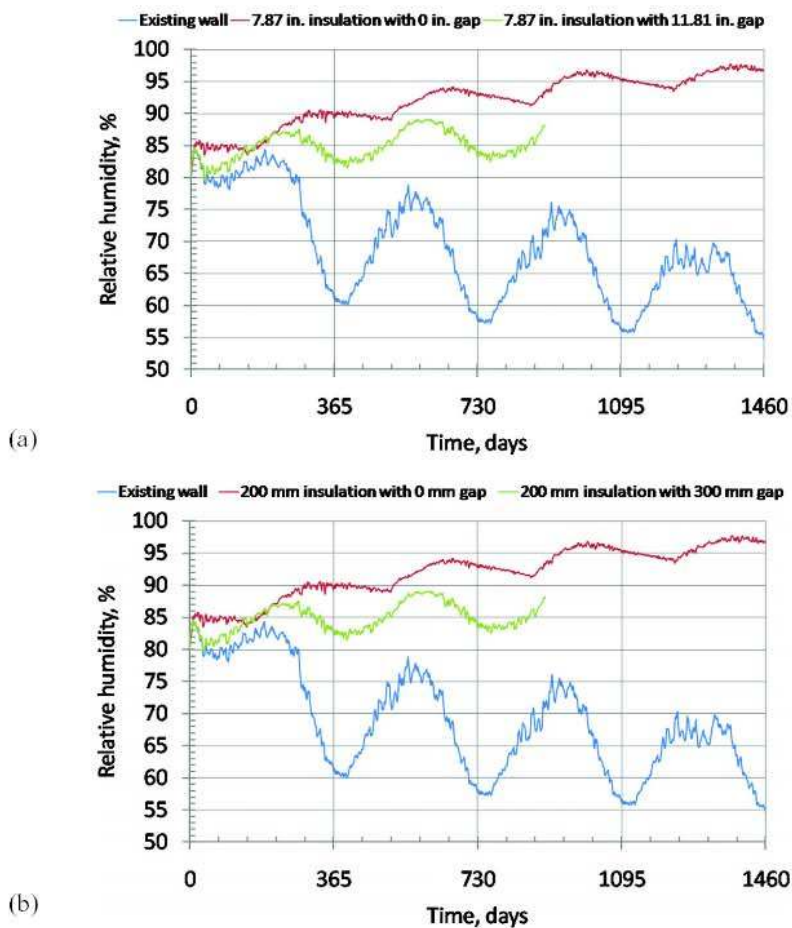 Existing wall 7.87 in. insulation with 0 in. gap 7.87 in. insulation with 11.81 in. gap
100
95
90
85
80
75
70
65
60
55
50
Relative humidity, %
0 365 730 1095 1460
Time, days
(a)
Existing wall 200 mm insulation with 0 mm gap 200 mm insulation with 300 mm gap
100
95
90
85
80
75
70
65
60
55
50
Relative humidity, %
0 365 730 1095 1460
Time, days
(b)